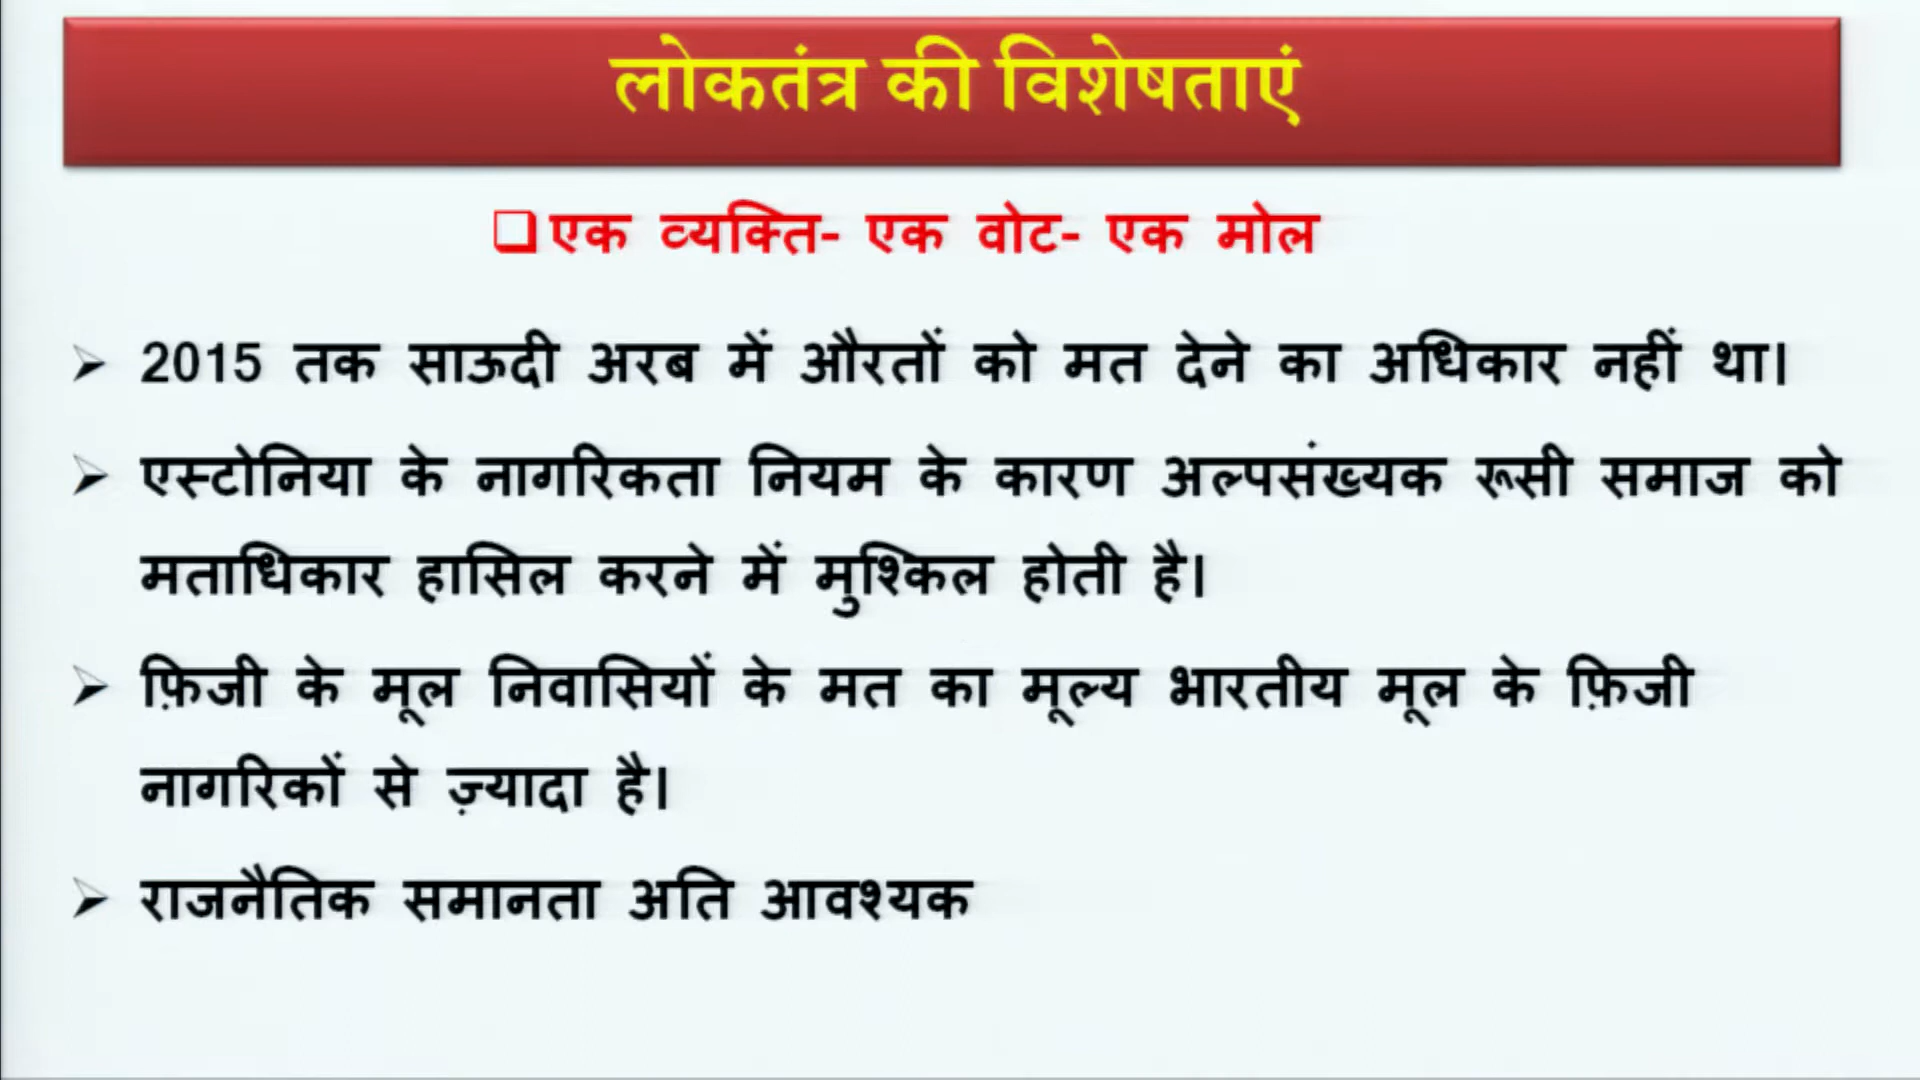 लोकतंत्र की विशेषताएं
एक व्यक्ति- एक वोट- एक मोल
2015 तक साऊदी अरब में औरतों को मत देने का अधिकार नहीं था।
एस्टोनिया के नागरिकता नियम के कारण अल्पसंख्यक रूसी समाज को
मताधिकार हासिल करने में मुश्किल होती है।
फ़िजी के मूल निवासियों के मत का मूल्य भारतीय मूल के फ़िजी
नागरिकों से ज़्यादा है।
राजनैतिक समानता अति आवश्यक